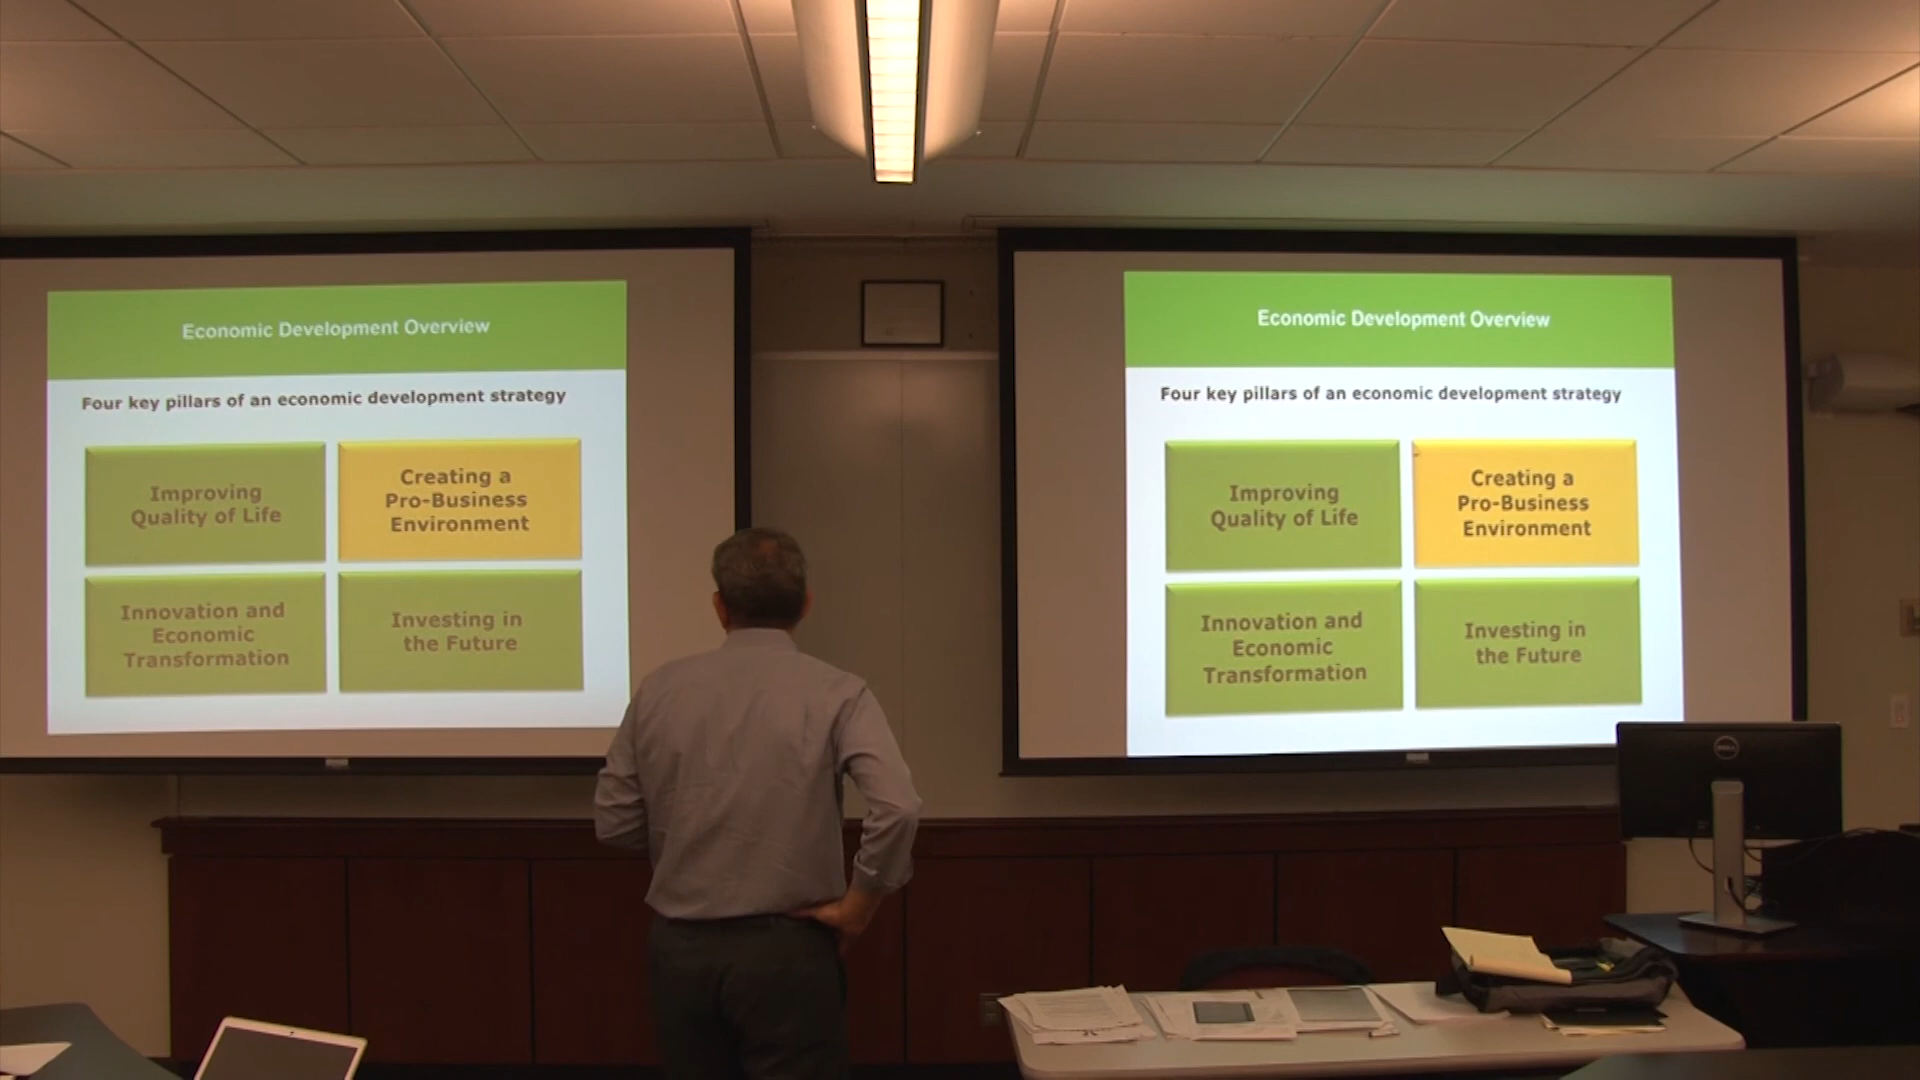 Economic Development Overview
Four key pillars of an economic development strategy
Improving
Quality of Life
Creating a
Pro-Business
Environment
Innovation and
Economic
Transformation
Investing in
the Future
Economic Development Overview
Four key pillars of an economic development strategy
Improving
Quality of Life
Creating a
Pro-Business
Environment
Innovation and
Economic
Transformation
Investing in
the Future
DELL